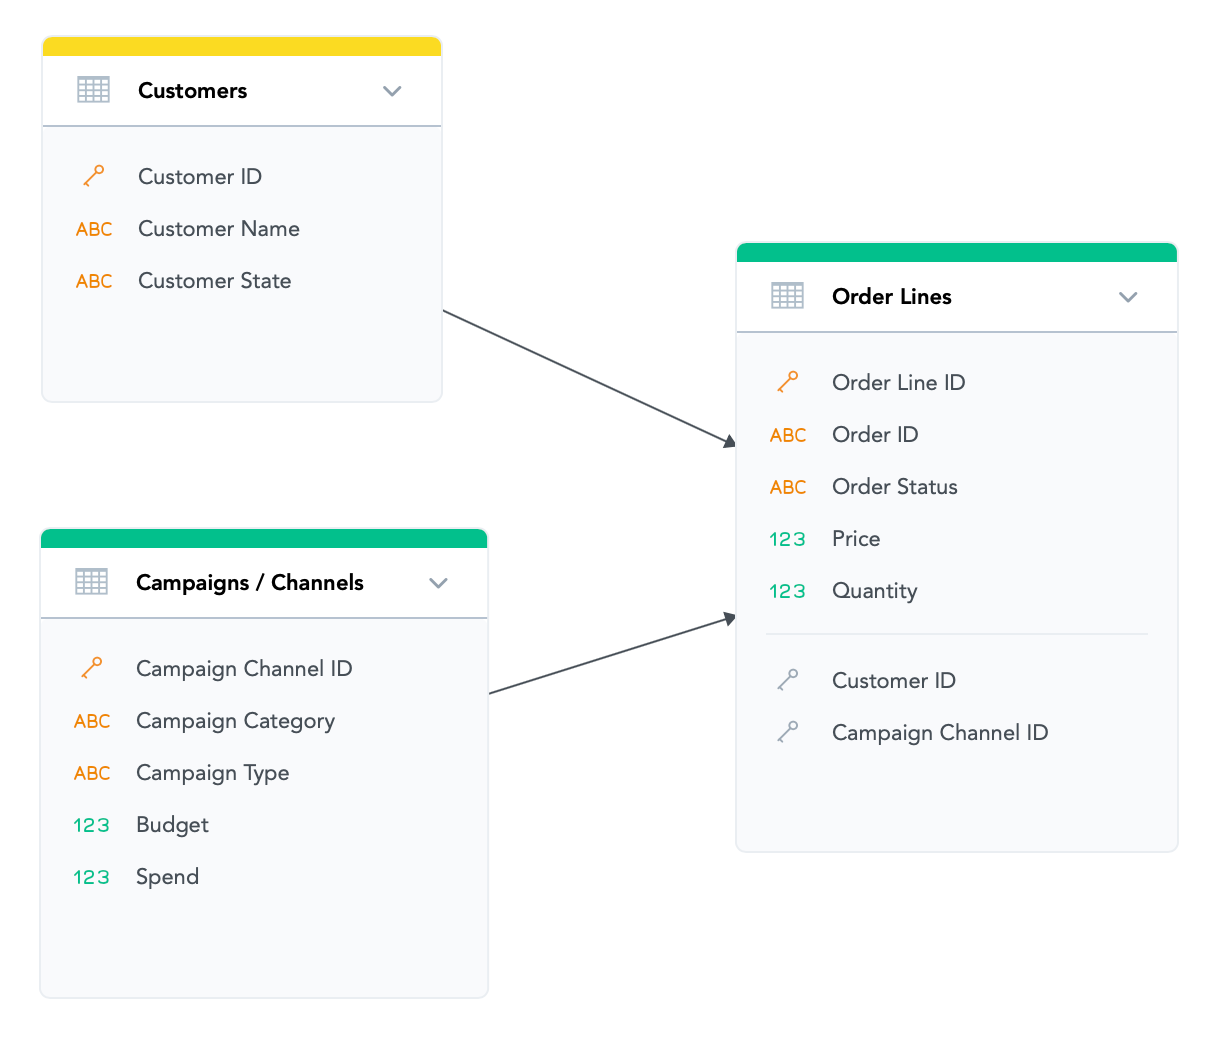 Customers
Customer ID
ABC Customer Name
ABC Customer State
Order Lines
Order Line ID
ABC Order ID
ABC Order Status
123 Price
123 Quantity
Customer ID
Campaign Channel ID
Campaigns / Channels
Campaign Channel ID
ABC Campaign Category
ABC Campaign Type
123 Budget
123 Spend